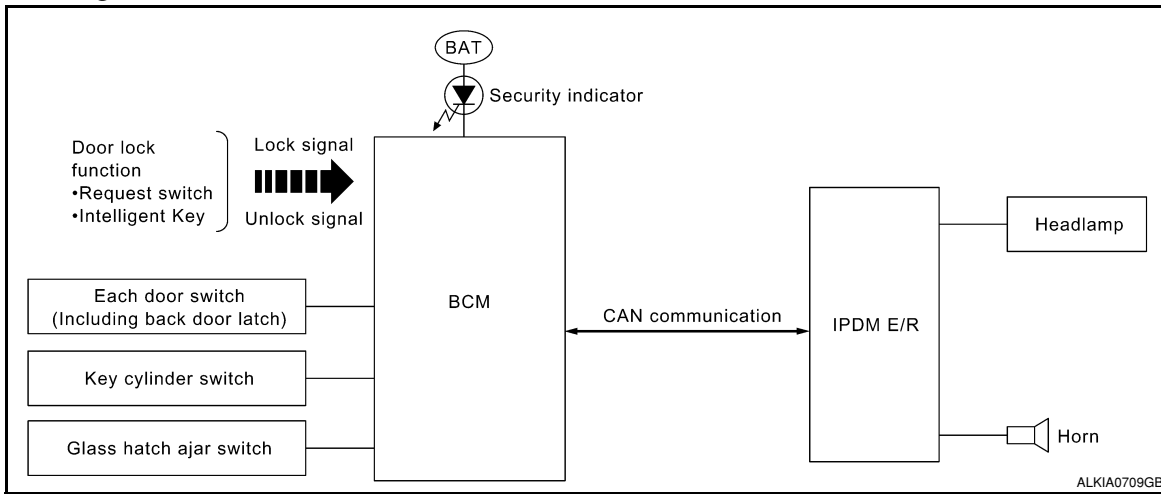 BAT
Security indicator
Door lock
function
•Request switch
•Intelligent Key
Lock signal
Unlock signal
Each door switch
(Including back door latch)
Key cylinder switch
Glass hatch ajar switch
BCM
CAN communication
IPDM E/R
Headlamp
Horn
ALKIA0709GB